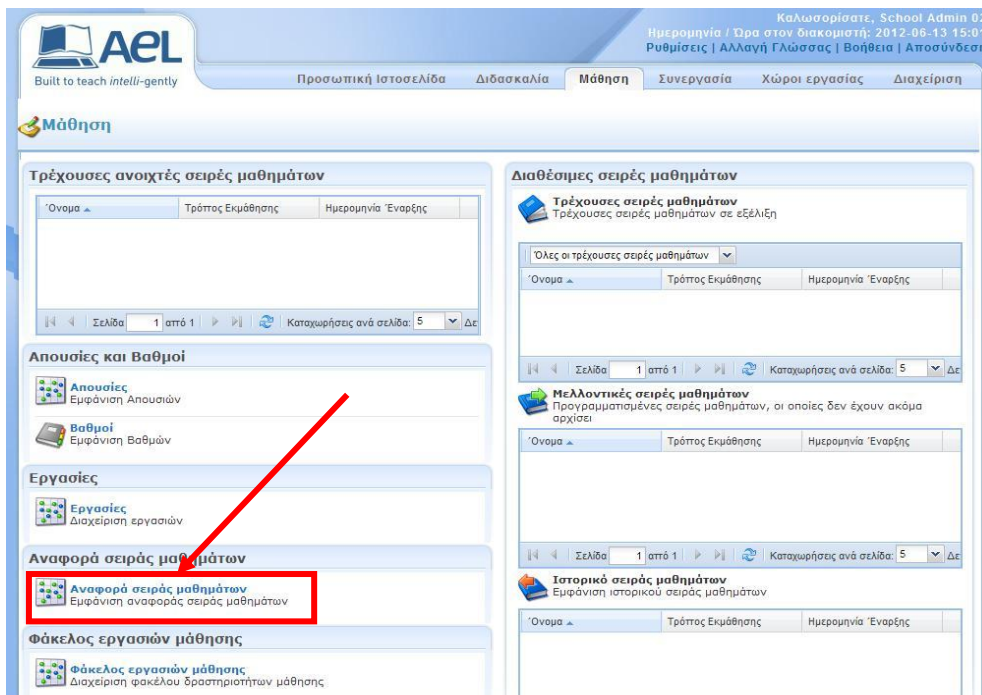 AeL
Built to teach intelli-gently
Καλωσορίσατε, School Admin 02
Ημερομηνία / Ώρα στον διακομιστή: 2012-06-13 15:0
Ρυθμίσεις | Αλλαγή Γλώσσας | Βοήθεια | Αποσύνδεση
Προσωπική Ιστοσελίδα Διδασκαλία Μάθηση Συνεργασία Χώροι εργασίας Διαχείριση
Μάθηση
Τρέχουσες ανοιχτές σειρές μαθημάτων
Όνομα Τρόπος Εκμάθησης Ημερομηνία Έναρξης
Σελίδα 1 από 1 Καταχωρήσεις ανά σελίδα: 5 Δε
Απουσίες και Βαθμοί
Απουσίες
Εμφάνιση Απουσιών
Βαθμοί
Εμφάνιση Βαθμών
Εργασίες
Εργασίες
Διαχείριση εργασιών
Αναφορά σειράς μαθημάτων
Αναφορά σειράς μαθημάτων
Εμφάνιση αναφοράς σειράς μαθημάτων
Φάκελος εργασιών μάθησης
Φάκελος εργασιών μάθησης
Διαχείριση φακέλου δραστηριοτήτων μάθησης
Διαθέσιμες σειρές μαθημάτων
Τρέχουσες σειρές μαθημάτων
Τρέχουσες σειρές μαθημάτων σε εξέλιξη
Όλες οι τρέχουσες σειρές μαθημάτων
Όνομα Τρόπος Εκμάθησης Ημερομηνία Έναρξης
Σελίδα 1 από 1 Καταχωρήσεις ανά σελίδα: 5 Δε
Μελλοντικές σειρές μαθημάτων
Προγραμματισμένες σειρές μαθημάτων, οι οποίες δεν έχουν ακόμα
αρχίσει
Όνομα Τρόπος Εκμάθησης Ημερομηνία Έναρξης
Σελίδα 1 από 1 Καταχωρήσεις ανά σελίδα: 5 Δε
Ιστορικό σειράς μαθημάτων
Εμφάνιση ιστορικού σειράς μαθημάτων
Όνομα Τρόπος Εκμάθησης Ημερομηνία Έναρξης